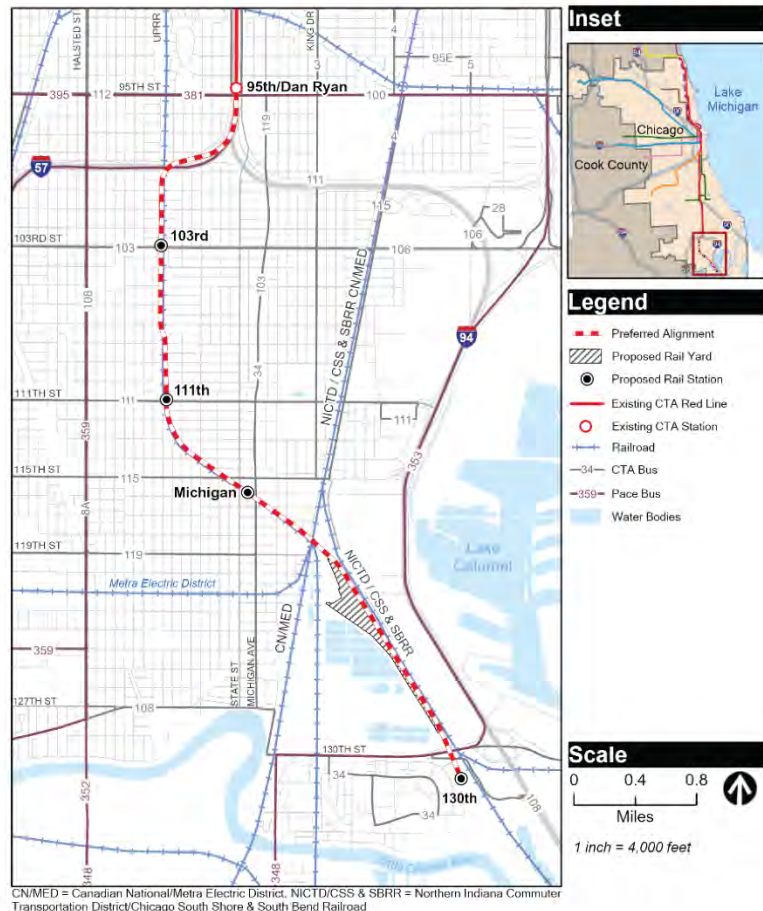 HALSTED ST
UPRR
KING DR
4
3
95E
5
95TH ST
395
112
381
95th/Dan Ryan
100
119
4
57
111
115
28
106
103RD ST
103
103rd
106
108
103
NICTD / CSS & SBRR CN/MED
94
34
111TH ST
111
111th
111
359
353
115TH ST
115
8A
Michigan
119TH ST
119
Lake
Calumet
Metra Electric District
NICTD / CSS & SBRR
CN/MED
359
STATE ST
MICHIGAN AVE
127TH ST
108
130TH ST
34
130th
108
352
34
348
348
Inset
94
Lake
Michigan
Chicago
Cook County
Legend
Preferred Alignment
Proposed Rail Yard
Proposed Rail Station
Existing CTA Red Line
Existing CTA Station
Railroad
34 CTA Bus
359 Pace Bus
Water Bodies
Scale
0 0.4 0.8
Miles
1 inch = 4,000 feet
CN/MED = Canadian National/Metra Electric District, NICTD/CSS & SBRR = Northern Indiana Commuter
Transportation District/Chicago South Shore & South Bend Railroad